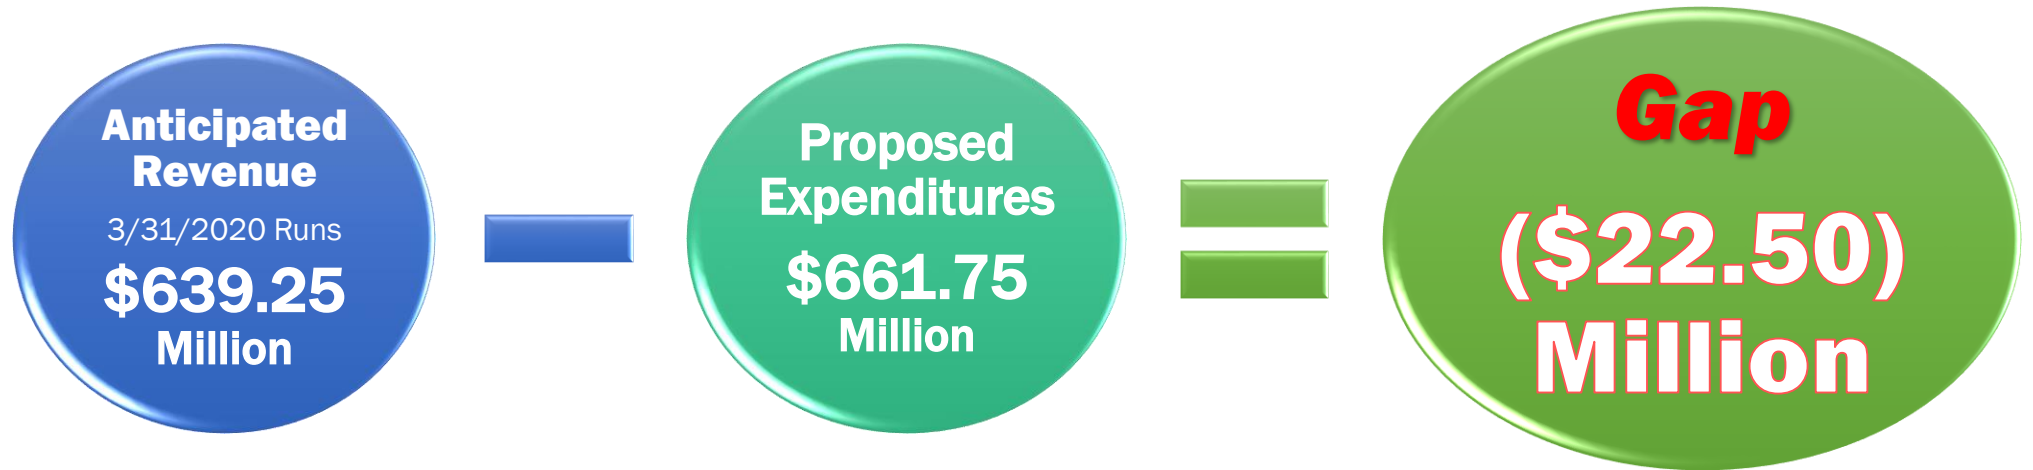 Anticipated
Revenue
3/31/2020 Runs
$639.25
Million
Proposed
Expenditures
$661.75
Million
Gap
($22.50)
Million